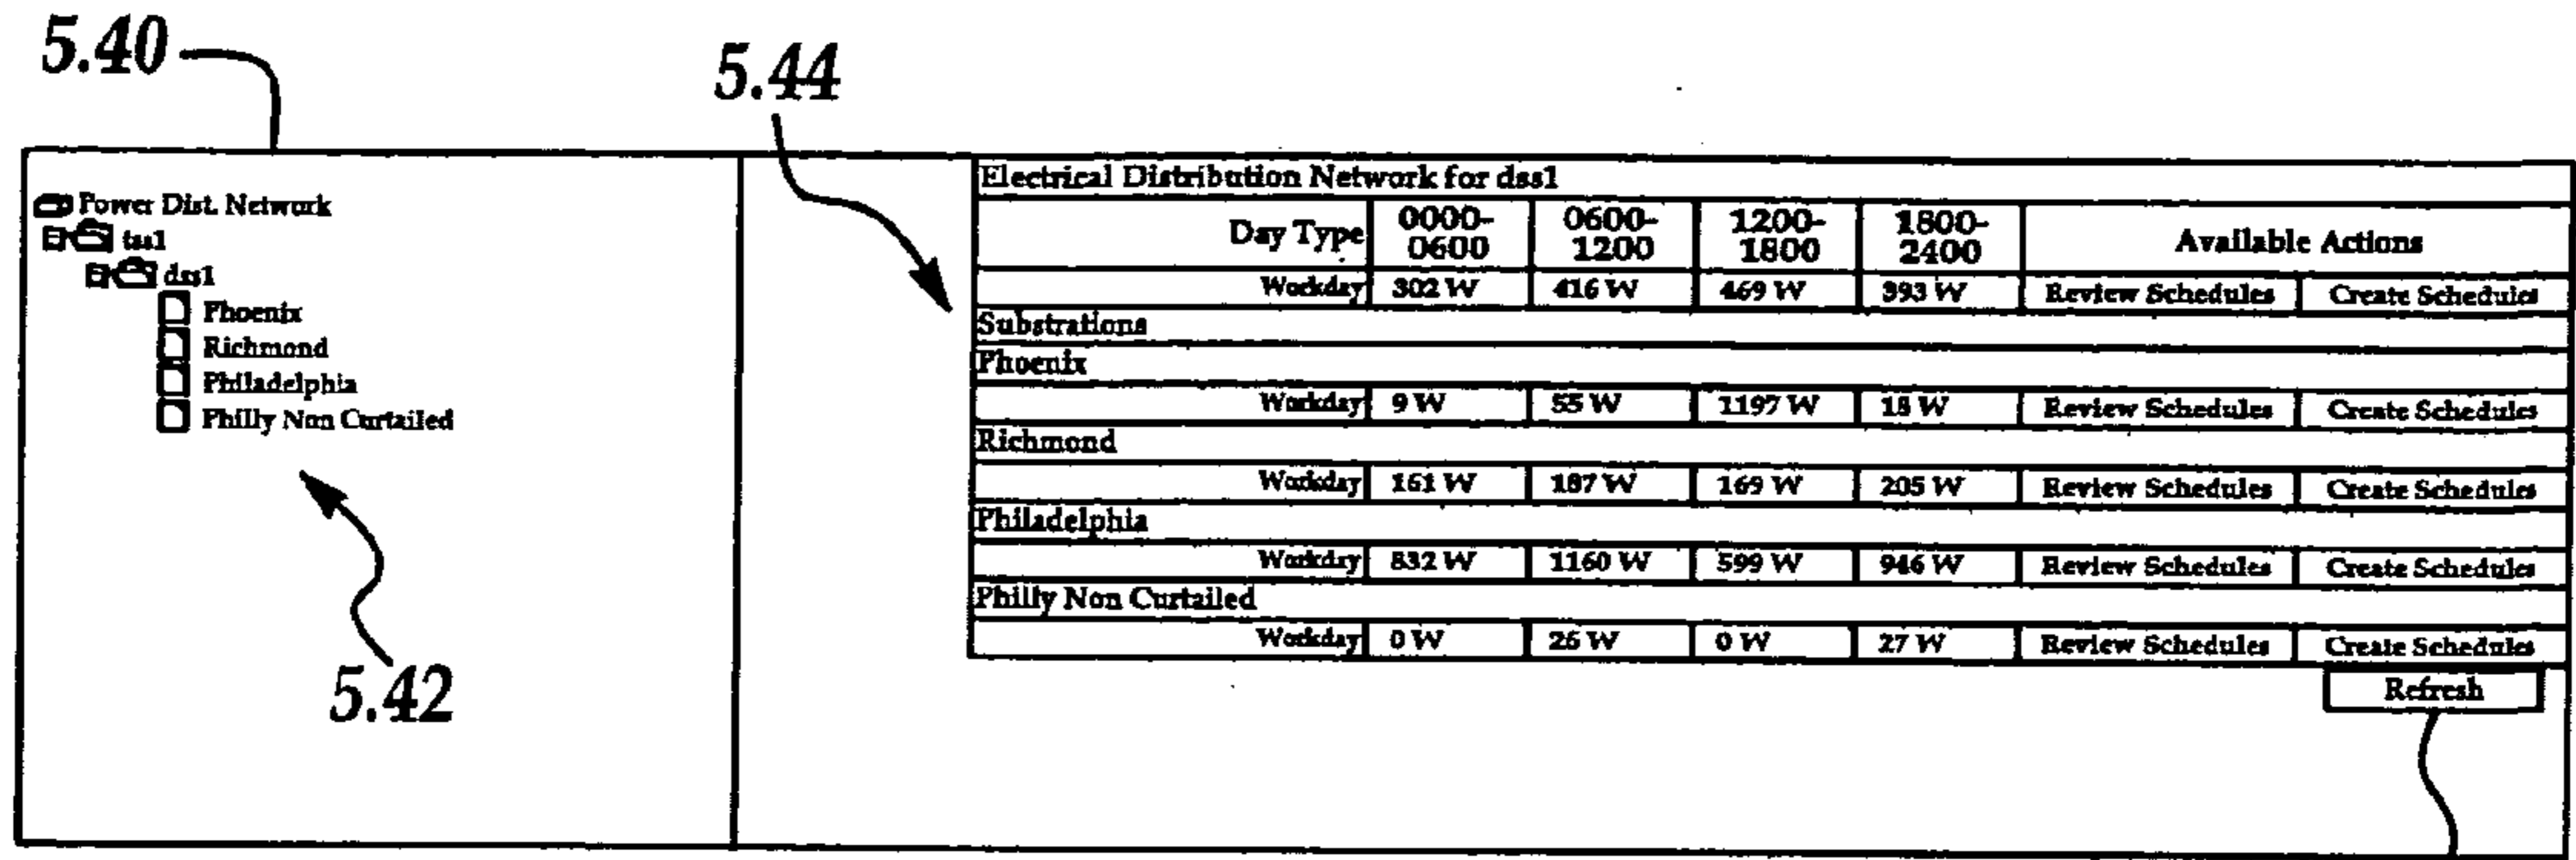 5.40
5.44
Power Dist. Network
tss1
dss1
Phoenix
Richmond
Philadelphia
Philly Non Curtailed
5.42
Electrical Distribution Network for dss1
Day Type 0000-0600 0600-1200 1200-1800 1800-2400 Available Actions
Workday 302 W 416 W 469 W 393 W Review Schedules Create Schedules
Substrations
Phoenix
Workday 9 W 55 W 1197 W 18 W Review Schedules Create Schedules
Richmond
Workday 161 W 187 W 169 W 205 W Review Schedules Create Schedules
Philadelphia
Workday 832 W 1160 W 599 W 946 W Review Schedules Create Schedules
Philly Non Curtailed
Workday 0 W 26 W 0 W 27 W Review Schedules Create Schedules
Refresh